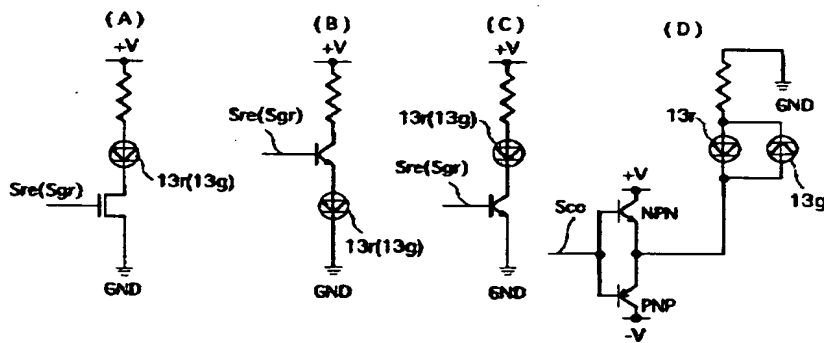 (A)
+V
13r(13g)
Sre(Sgr)
GND
(B)
+V
Sre(Sgr)
13r(13g)
GND
(C)
+V
13r(13g)
Sre(Sgr)
GND
(D)
GND
13r
13g
+V
Sco
NPN
PNP
-V